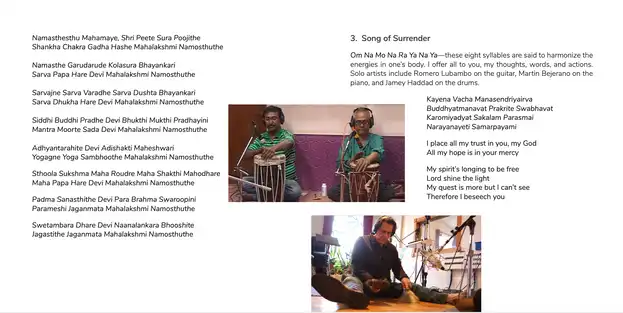 Namasthesthu Mahamaye, Shri Peete Sura Poojithe
Shankha Chakra Gadha Hashe Mahalakshmi Namosthuthe
Namasthe Garudarude Kolasura Bhayankari
Sarva Papa Hare Devi Mahalakshmi Namosthuthe
Sarvajne Sarva Varadhe Sarva Dushta Bhayankari
Sarva Dhukha Hare Devi Mahalakshmi Namosthuthe
Siddhi Buddhi Pradhe Devi Bhukthi Mukthi Pradhayini
Mantra Moorte Sada Devi Mahalakshmi Namosthuthe
Adhyantarahite Devi Adishakti Maheshwari
Yogagne Yoga Sambhoothe Mahalakshmi Namosthuthe
Sthoola Sukshma Maha Roudre Maha Shakthi Mahodhare
Maha Papa Hare Devi Mahalakshmi Namosthuthe
Padma Sanasthithe Devi Para Brahma Swaroopini
Parameshi Jaganmata Mahalakshmi Namosthuthe
Swetambara Dhare Devi Naanalankara Bhooshite
Jagastithe Jaganmata Mahalakshmi Namosthuthe
3. Song of Surrender
Om Na Mo Na Ra Ya Na Ya—these eight syllables are said to harmonize the
energies in one's body. I offer all to you, my thoughts, words, and actions.
Solo artists include Romero Lubambo on the guitar, Martin Bejerano on the
piano, and Jamey Haddad on the drums.
Kayena Vacha Manasendriyairva
Buddhyatmanavat Prakrite Swabhavat
Karomiyadyat Sakalam Parasmai
Narayanayeti Samarpayami
I place all my trust in you, my God
All my hope is in your mercy
My spirit's longing to be free
Lord shine the light
My quest is more but I can't see
Therefore I beseech you